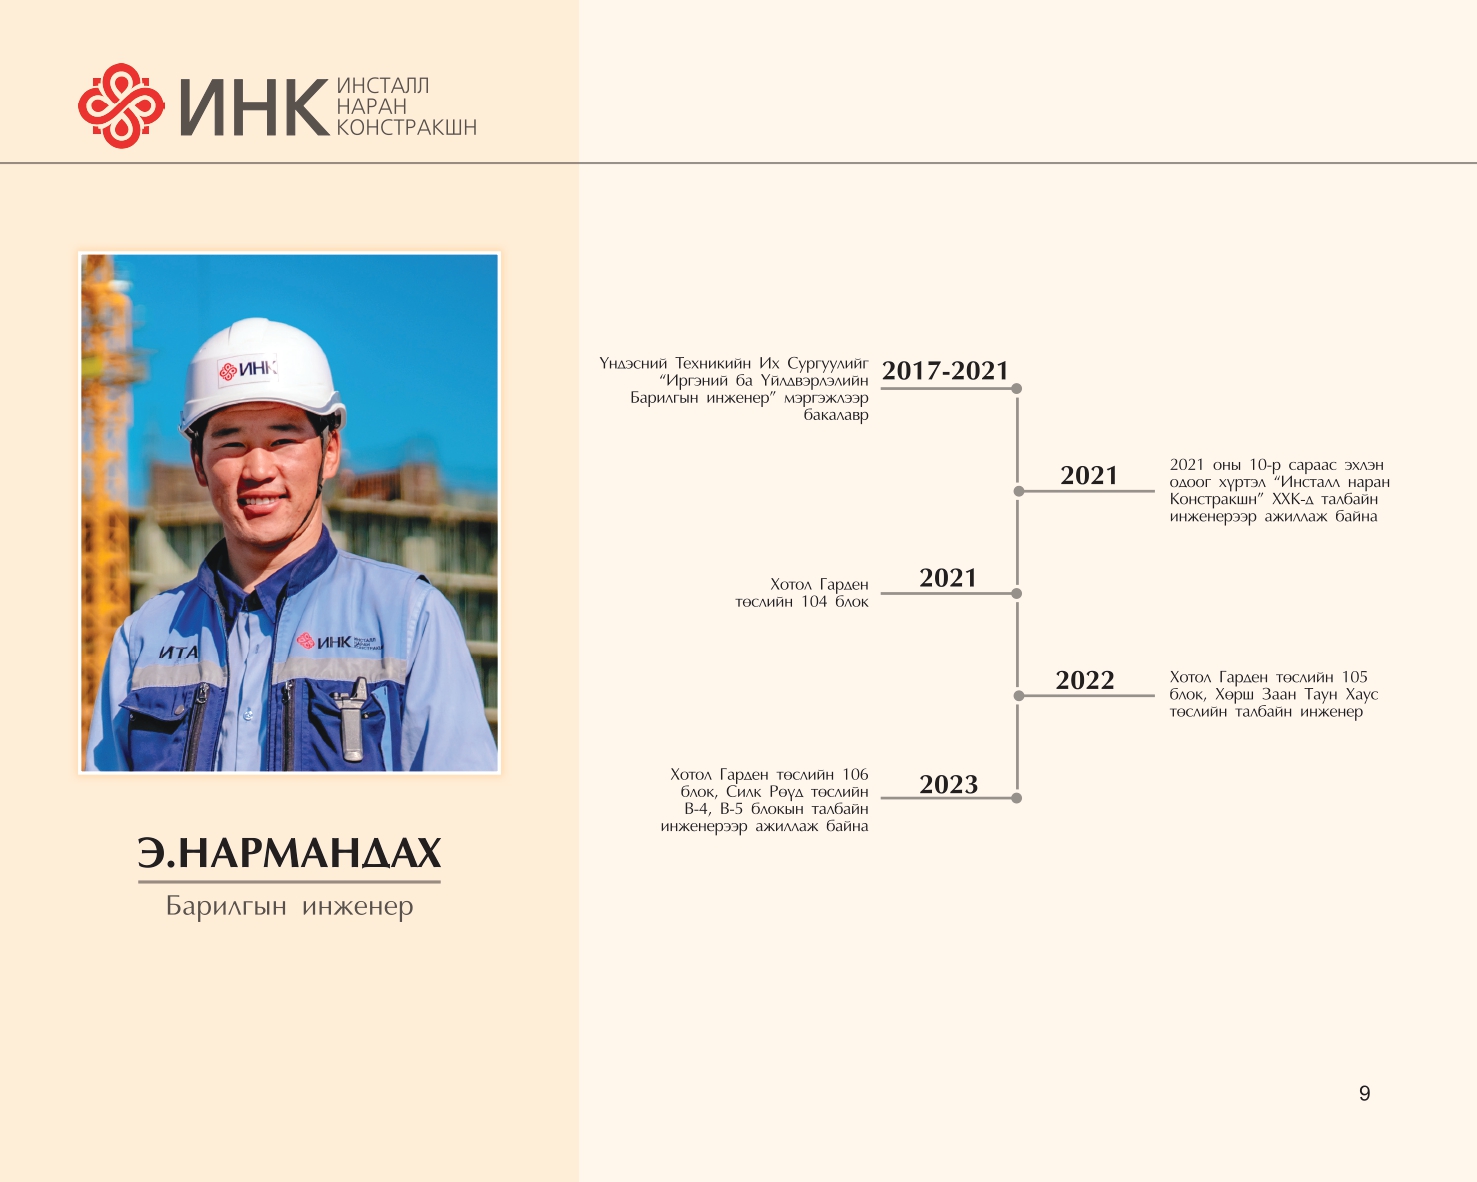 ИНК
ИНСТАЛЛ
НАРАН
КОНСТРАКШН
ИНК
ИТА
ИНК
ИНСТАЛЛ
НАРАН
КОНСТРАКШН
Э.НАРМАНДАХ
Барилгын инженер
Үндэсний Техникийн Их Сургуулийг
“Иргэний ба Үйлдвэрлэлийн
Барилгын инженер” мэргэжлээр
бакалавр
2017-2021
2021
2021 оны 10-р сараас эхлэн
одоог хүртэл “Инсталл наран
Констракшн” ХХК-д талбайн
инженерээр ажиллаж байна
Хотол Гарден
төслийн 104 блок
2021
2022
Хотол Гарден төслийн 105
блок, Хөрш Заан Таун Хаус
төслийн талбайн инженер
Хотол Гарден төслийн 106
блок, Силк Рөүд төслийн
В-4, В-5 блокын талбайн
инженерээр ажиллаж байна
2023
9